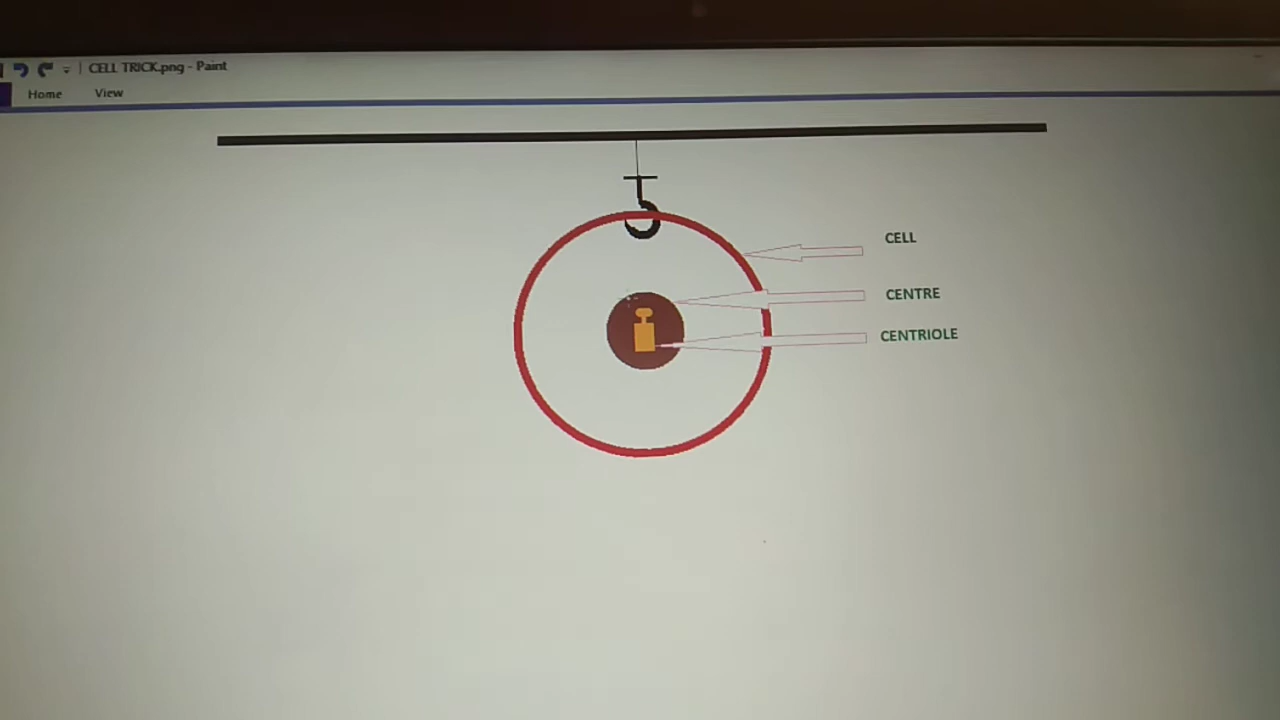 CELL TRICK.png - Paint
Home View
CELL
CENTRE
CENTRIOLE